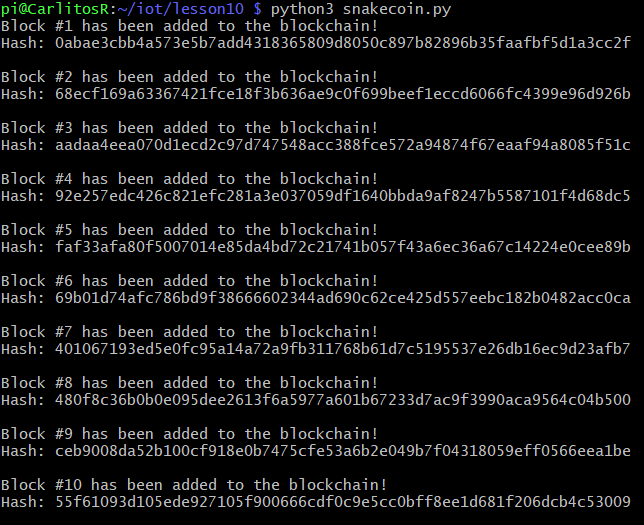 pi@CarlitosR:~/iot/lesson10 $ python3 snakecoin.py
Block #1 has been added to the blockchain!
Hash: 0abae3cbb4a573e5b7add4318365809d8050c897b82896b35faafbf5d1a3cc2f
Block #2 has been added to the blockchain!
Hash: 68ecf169a63367421fce18f3b636ae9c0f699beef1eccd6066fc4399e96d926b
Block #3 has been added to the blockchain!
Hash: aadaa4eea070d1ecd2c97d747548acc388fce572a94874f67eaaf94a8085f51c
Block #4 has been added to the blockchain!
Hash: 92e257edc426c821efc281a3e037059df1640bbda9af8247b5587101f4d68dc5
Block #5 has been added to the blockchain!
Hash: faf33afa80f5007014e85da4bd72c21741b057f43a6ec36a67c14224e0cee89b
Block #6 has been added to the blockchain!
Hash: 69b01d74afc786bd9f38666602344ad690c62ce425d557eebc182b0482acc0ca
Block #7 has been added to the blockchain!
Hash: 401067193ed5e0fc95a14a72a9fb311768b61d7c5195537e26db16ec9d23afb7
Block #8 has been added to the blockchain!
Hash: 480f8c36b0b0e095dee2613f6a5977a601b67233d7ac9f3990aca9564c04b500
Block #9 has been added to the blockchain!
Hash: ceb9008da52b100cf918e0b7475cfe53a6b2e049b7f04318059eff0566eea1be
Block #10 has been added to the blockchain!
Hash: 55f61093d105ede927105f900666cdf0c9e5cc0bff8ee1d681f206dcb4c53009